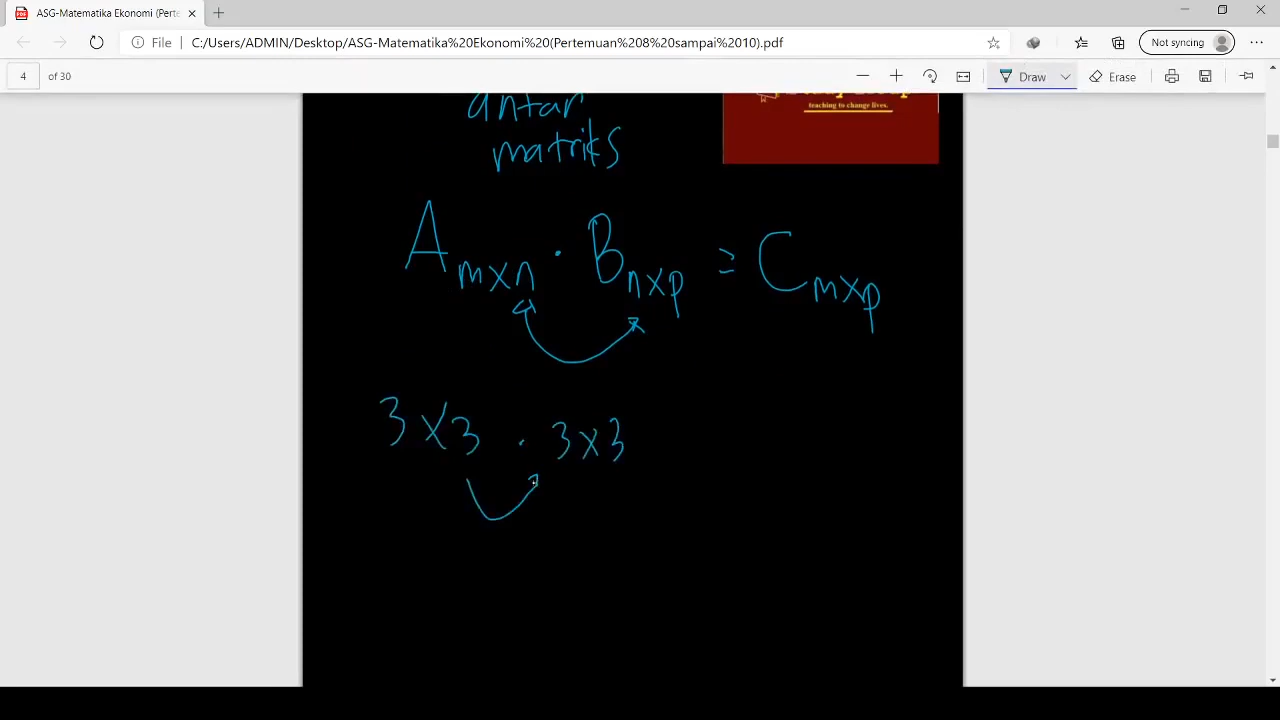 ASG-Matematika Ekonomi (Perte
Not syncing
File
C:/Users/ADMIN/Desktop/ASG-Matematika%20Ekonomi%20(Pertemuan%208%20sampai%2010).pdf
4 of 30
Draw
Erase
teaching to change lives.
antar
matriks
A m×n · B n×p = C m×p
3×3 · 3×3